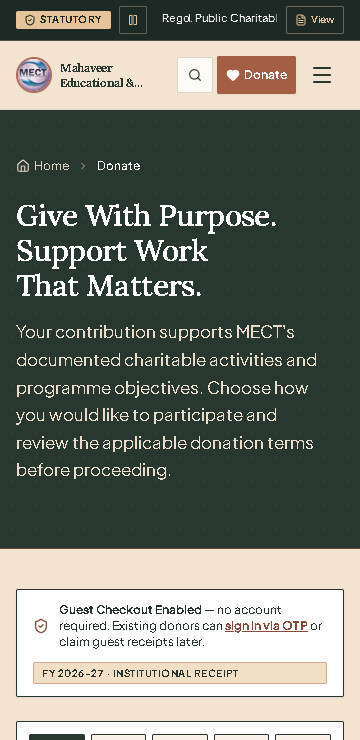 STATUTORY
Regd. Public Charitabl
View
MECT
Mahaveer
Educational &...
Donate
Home > Donate
Give With Purpose.
Support Work
That Matters.
Your contribution supports MECT's
documented charitable activities and
programme objectives. Choose how
you would like to participate and
review the applicable donation terms
before proceeding.
Guest Checkout Enabled — no account
required. Existing donors can sign in via OTP or
claim guest receipts later.
FY 2026-27 · INSTITUTIONAL RECEIPT